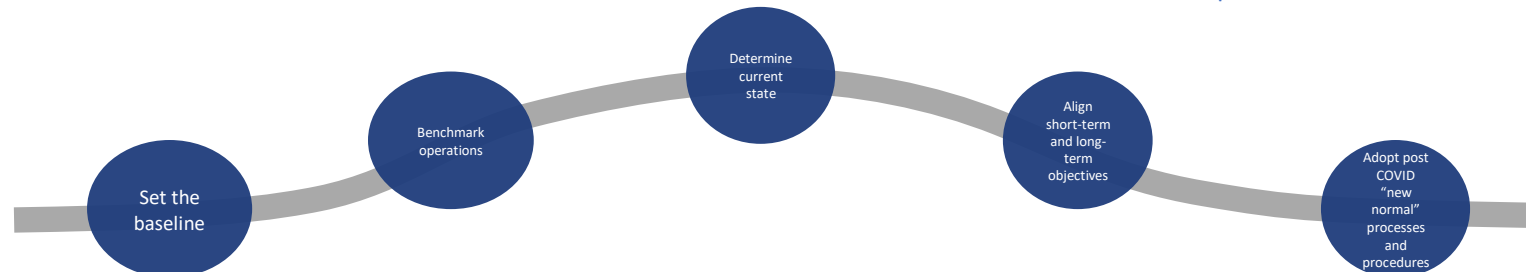 Set the
baseline
Benchmark
operations
Determine
current
state
Align
short-term
and long-
term
objectives
Adopt post
COVID
“new
normal”
processes
and
procedures